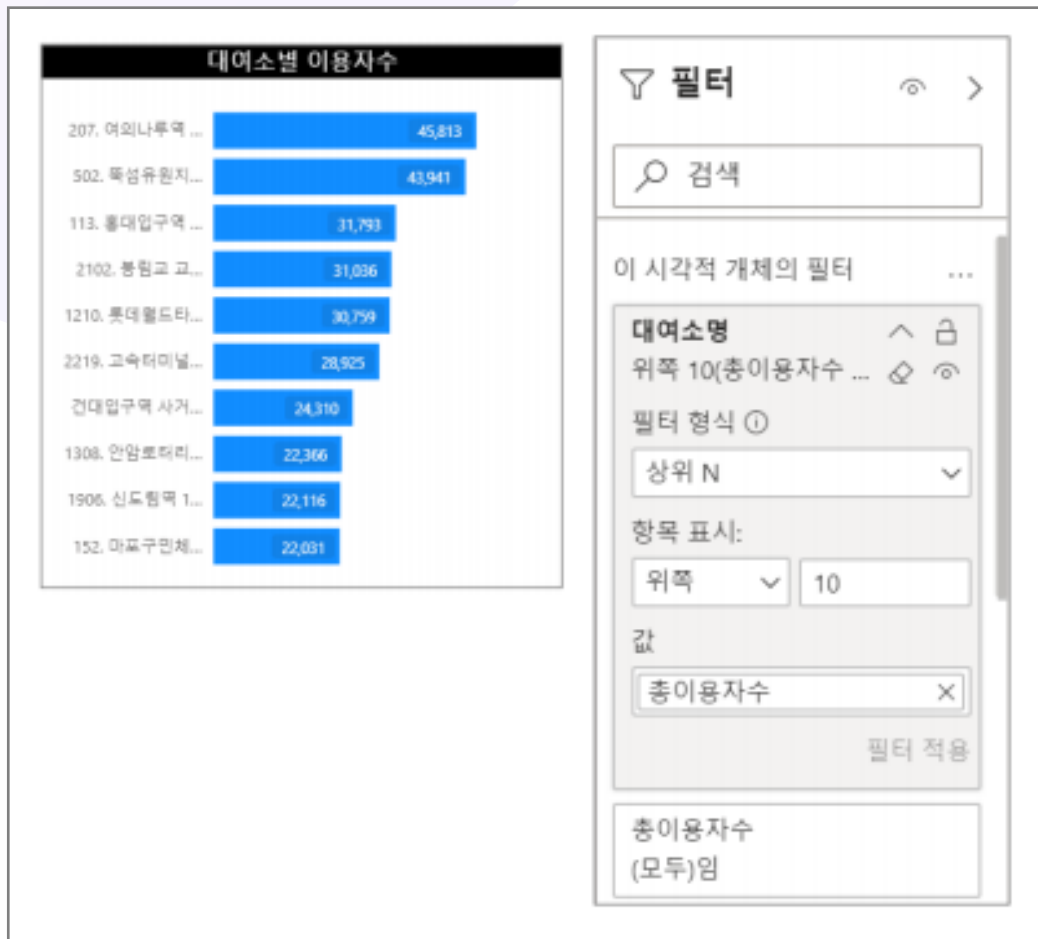 대여소별 이용자수
207. 여의나루역 ...
45,813
502. 뚝섬유원지...
43,941
113. 홍대입구역 ...
31,793
2102. 봉림교 교...
31,036
1210. 롯데월드타...
30,759
2219. 고속터미널...
28,925
건대입구역 사거...
24,310
1308. 안암로터리...
22,366
1906. 신도림역 1...
22,116
152. 마포구민체...
22,031
필터
검색
이 시각적 개체의 필터 ...
대여소명
위쪽 10(총이용자수 ...
필터 형식
상위 N
항목 표시:
위쪽 10
값
총이용자수
필터 적용
총이용자수
(모두)임